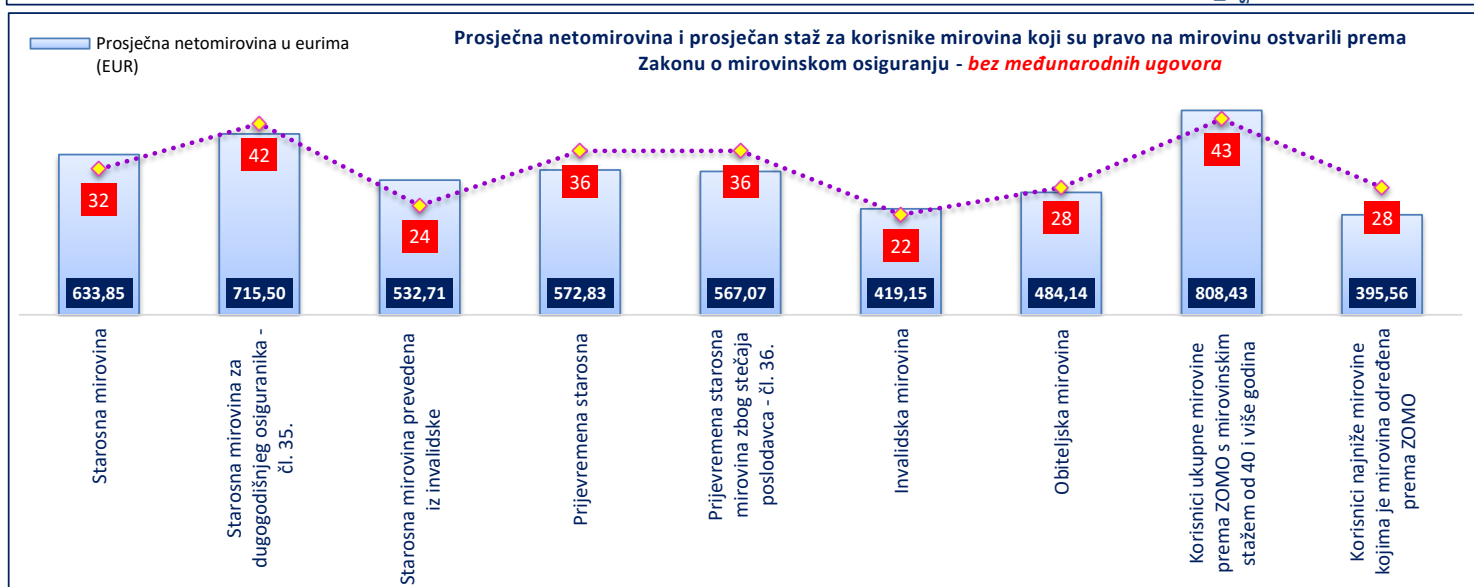 Prosječna netomirovina u eurima
(EUR)
Prosječna netomirovina i prosječan staž za korisnike mirovina koji su pravo na mirovinu ostvarili prema
Zakonu o mirovinskom osiguranju - bez međunarodnih ugovora
32
42
24
36
36
22
28
43
28
633,85
715,50
532,71
572,83
567,07
419,15
484,14
808,43
395,56
Starosna mirovina
Starosna mirovina za
dugogodišnjeg osiguranika -
čl. 35.
Starosna mirovina prevedena
iz invalidske
Prijevremena starosna
Prijevremena starosna
mirovina zbog stečaja
poslodavca - čl. 36.
Invalidska mirovina
Obiteljska mirovina
Korisnici ukupne mirovine
prema ZOMO s mirovinskim
stažem od 40 i više godina
Korisnici najniže mirovine
kojima je mirovina određena
prema ZOMO